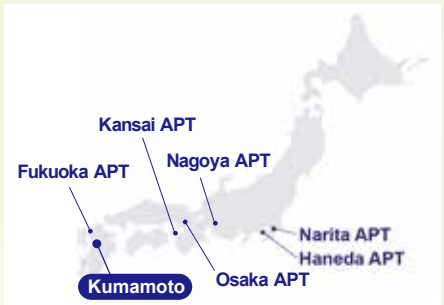 Kansai APT
Nagoya APT
Fukuoka APT
Narita APT
Haneda APT
Osaka APT
Kumamoto